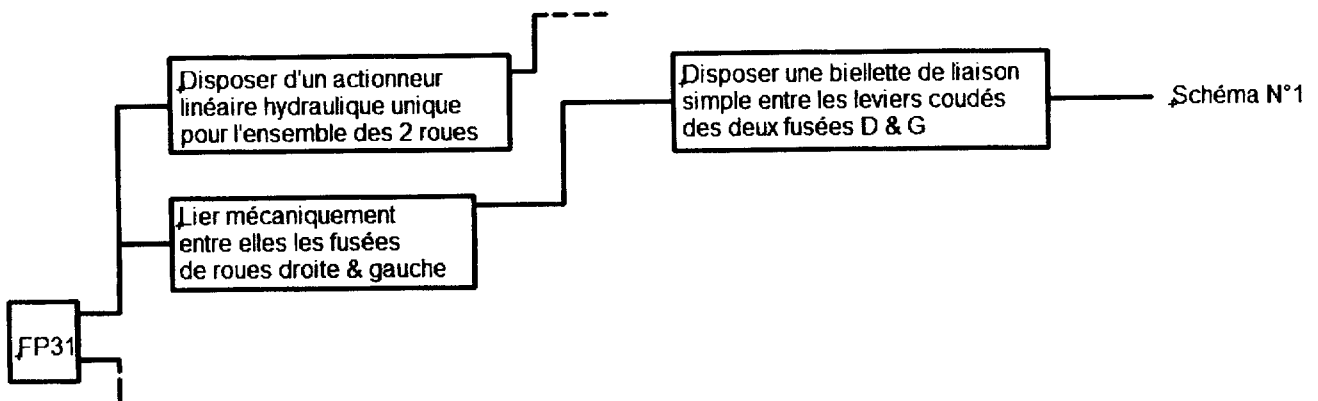 Disposer d'un actionneur
linéaire hydraulique unique
pour l'ensemble des 2 roues
Disposer une biellette de liaison
simple entre les leviers coudés
des deux fusées D & G
Schéma N°1
Lier mécaniquement
entre elles les fusées
de roues droite & gauche
FP31